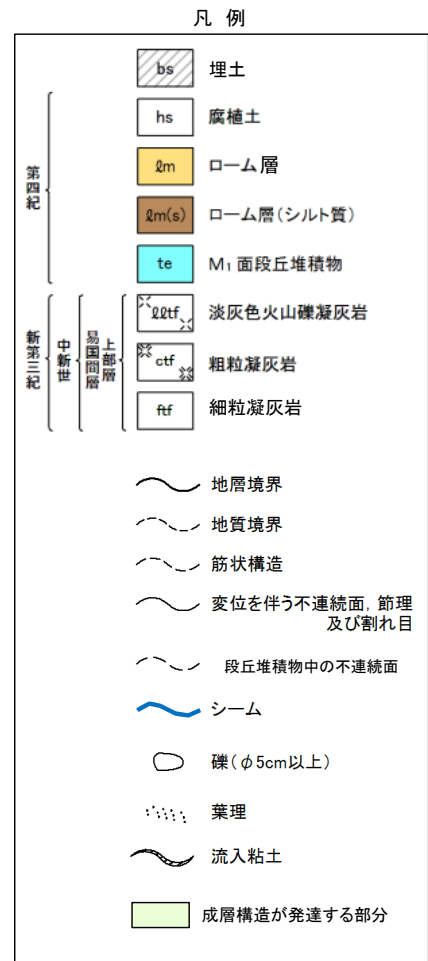 凡 例
bs 埋土
hs 腐植土
ℓm ローム層
ℓm(s) ローム層(シルト質)
te M₁面段丘堆積物
第四紀
ℓℓtf 淡灰色火山礫凝灰岩
ctf 粗粒凝灰岩
ftf 細粒凝灰岩
新第三紀
中新世
易国間層
上部層
地層境界
地質境界
筋状構造
変位を伴う不連続面，節理
及び割れ目
段丘堆積物中の不連続面
シーム
礫(φ5cm以上)
葉理
流入粘土
成層構造が発達する部分